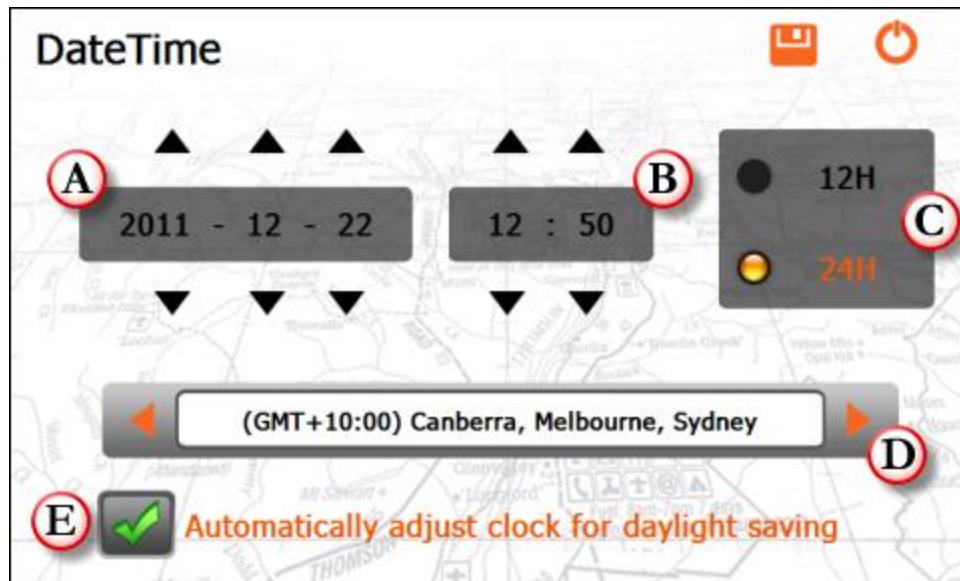 DateTime
A
2011 - 12 - 22
12 : 50
B
12H
24H
C
(GMT+10:00) Canberra, Melbourne, Sydney
D
E
Automatically adjust clock for daylight saving
THOMSON